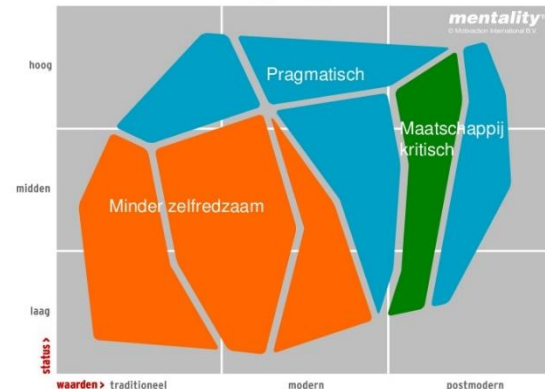 mentality
© Motivaction International B.V.
hoog
Pragmatisch
Maatschappij
kritisch
midden
Minder zelfredzaam
laag
status>
waarden> traditioneel modern postmodern